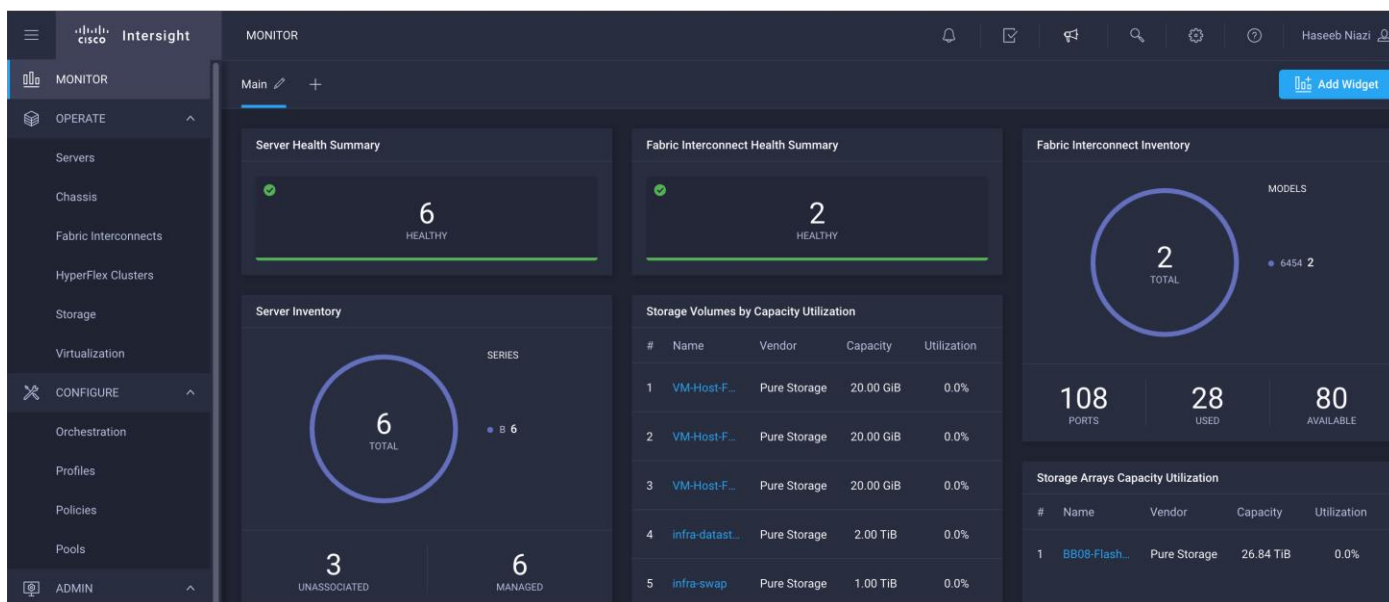 cisco Intersight
MONITOR
Haseeb Niazi
MONITOR
OPERATE
Servers
Chassis
Fabric Interconnects
HyperFlex Clusters
Storage
Virtualization
CONFIGURE
Orchestration
Profiles
Policies
Pools
ADMIN
Main
Add Widget
Server Health Summary
6
HEALTHY
Fabric Interconnect Health Summary
2
HEALTHY
Fabric Interconnect Inventory
MODELS
2
TOTAL
6454 2
108
PORTS
28
USED
80
AVAILABLE
Server Inventory
SERIES
6
TOTAL
B 6
3
UNASSOCIATED
6
MANAGED
Storage Volumes by Capacity Utilization
# Name Vendor Capacity Utilization
1 VM-Host-F... Pure Storage 20.00 GiB 0.0%
2 VM-Host-F... Pure Storage 20.00 GiB 0.0%
3 VM-Host-F... Pure Storage 20.00 GiB 0.0%
4 infra-datast... Pure Storage 2.00 TiB 0.0%
5 infra-swap Pure Storage 1.00 TiB 0.0%
Storage Arrays Capacity Utilization
# Name Vendor Capacity Utilization
1 BB08-Flash... Pure Storage 26.84 TiB 0.0%